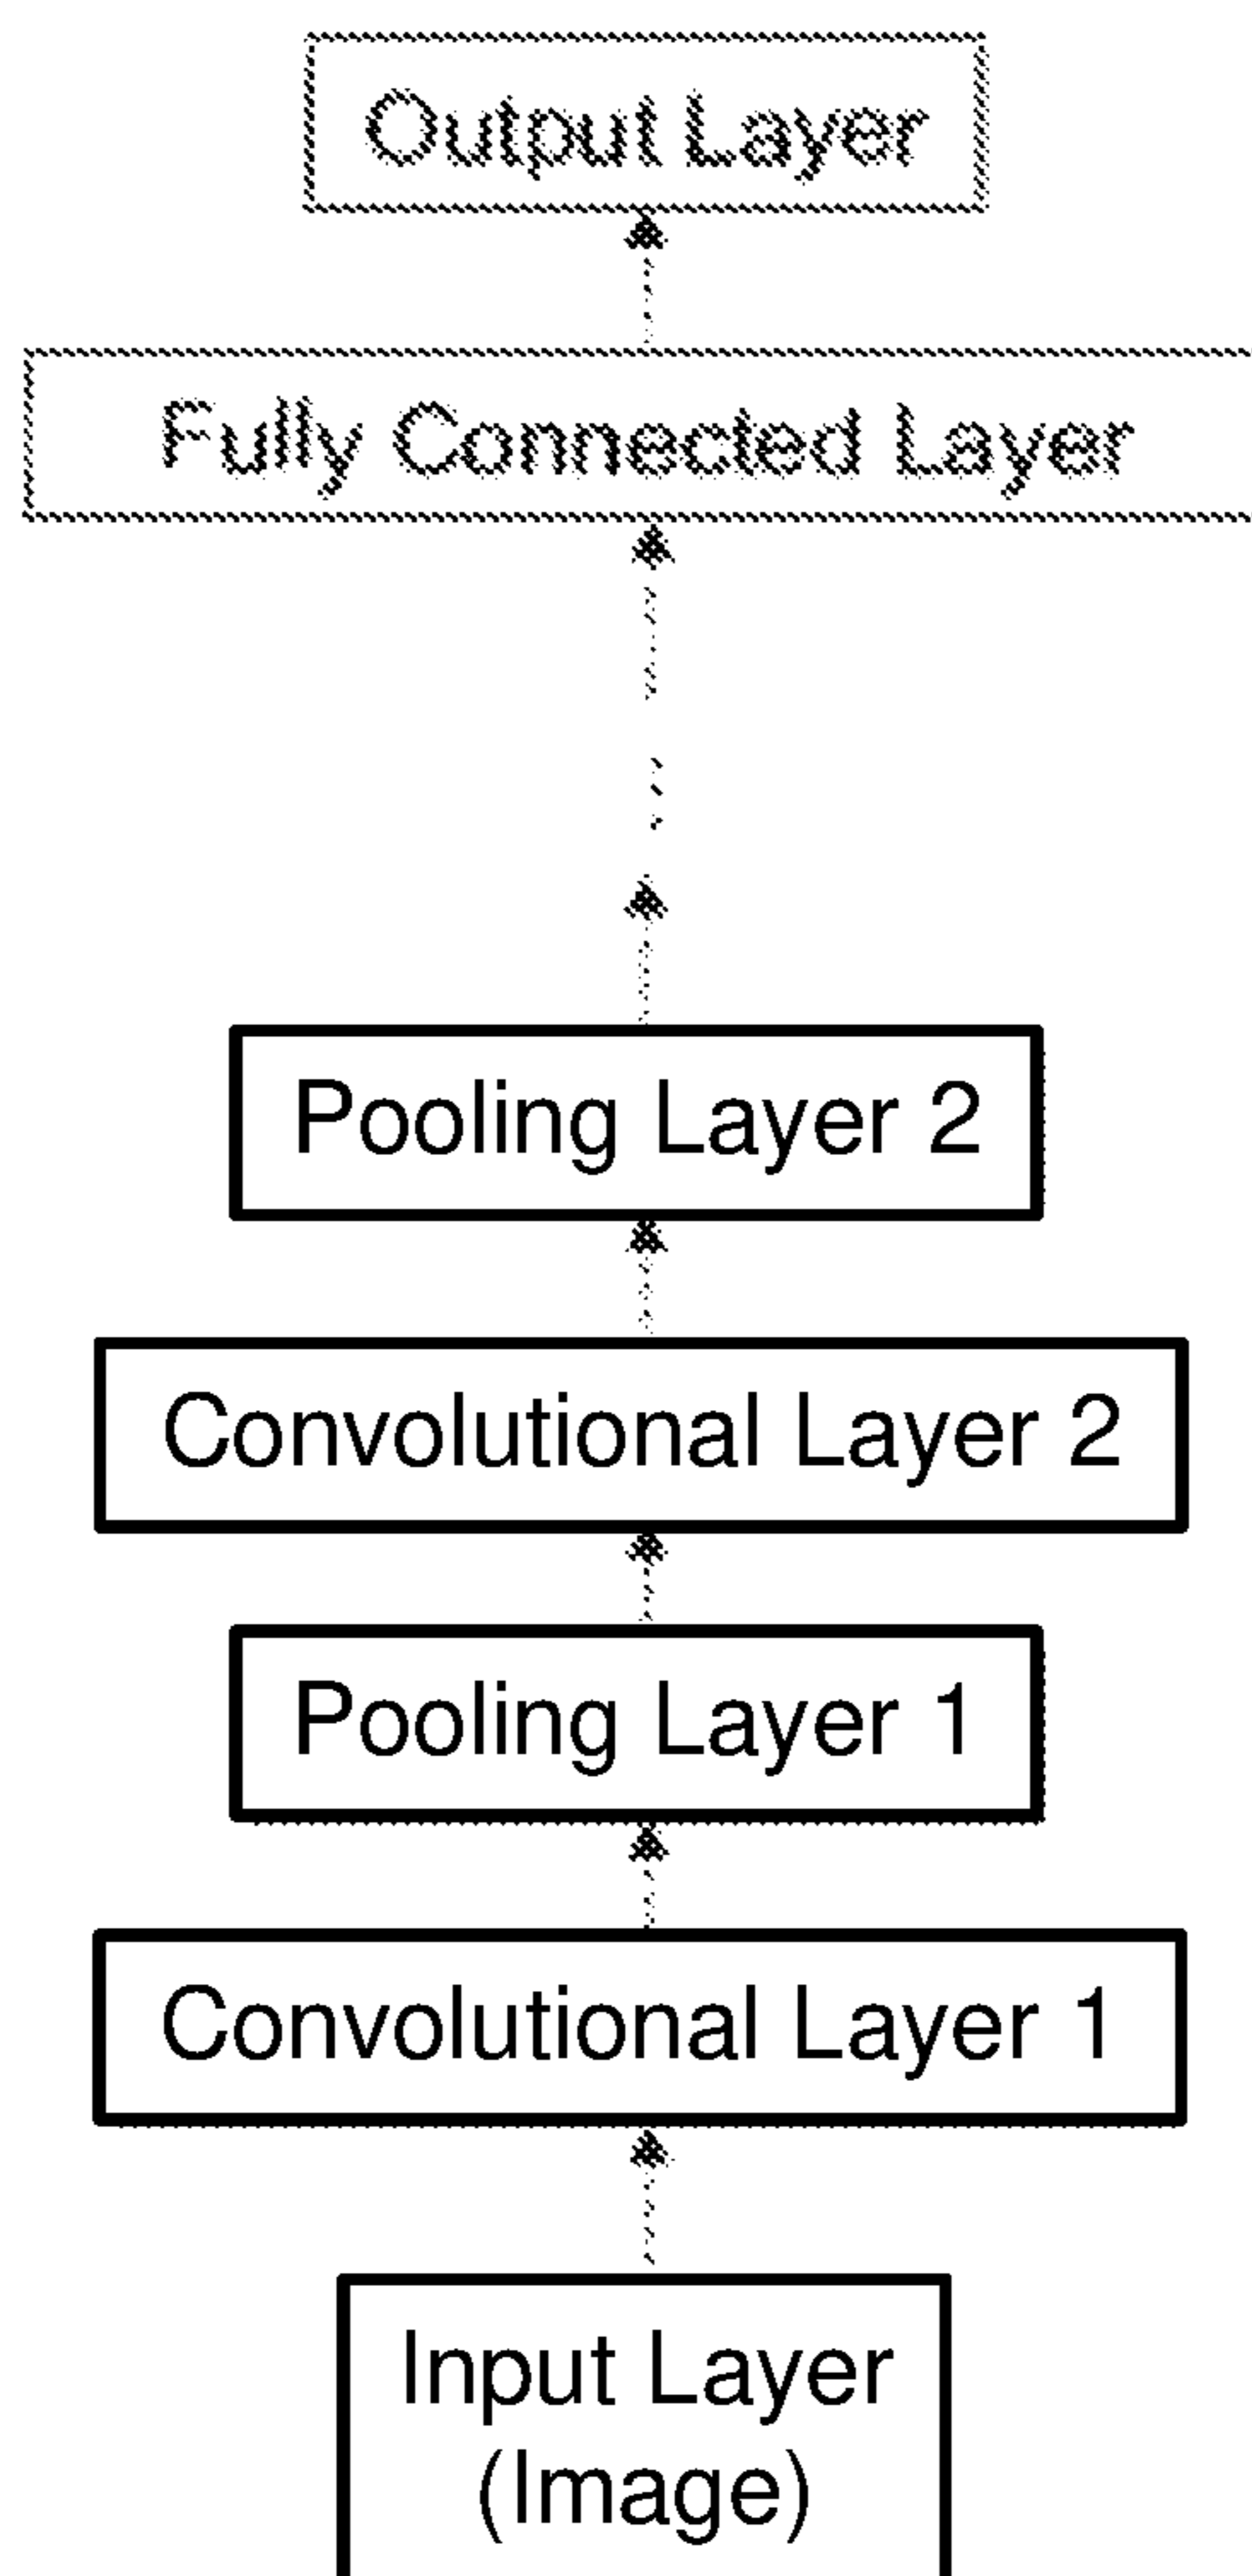 Output Layer
Fully Connected Layer
Pooling Layer 2
Convolutional Layer 2
Pooling Layer 1
Convolutional Layer 1
Input Layer
(Image)